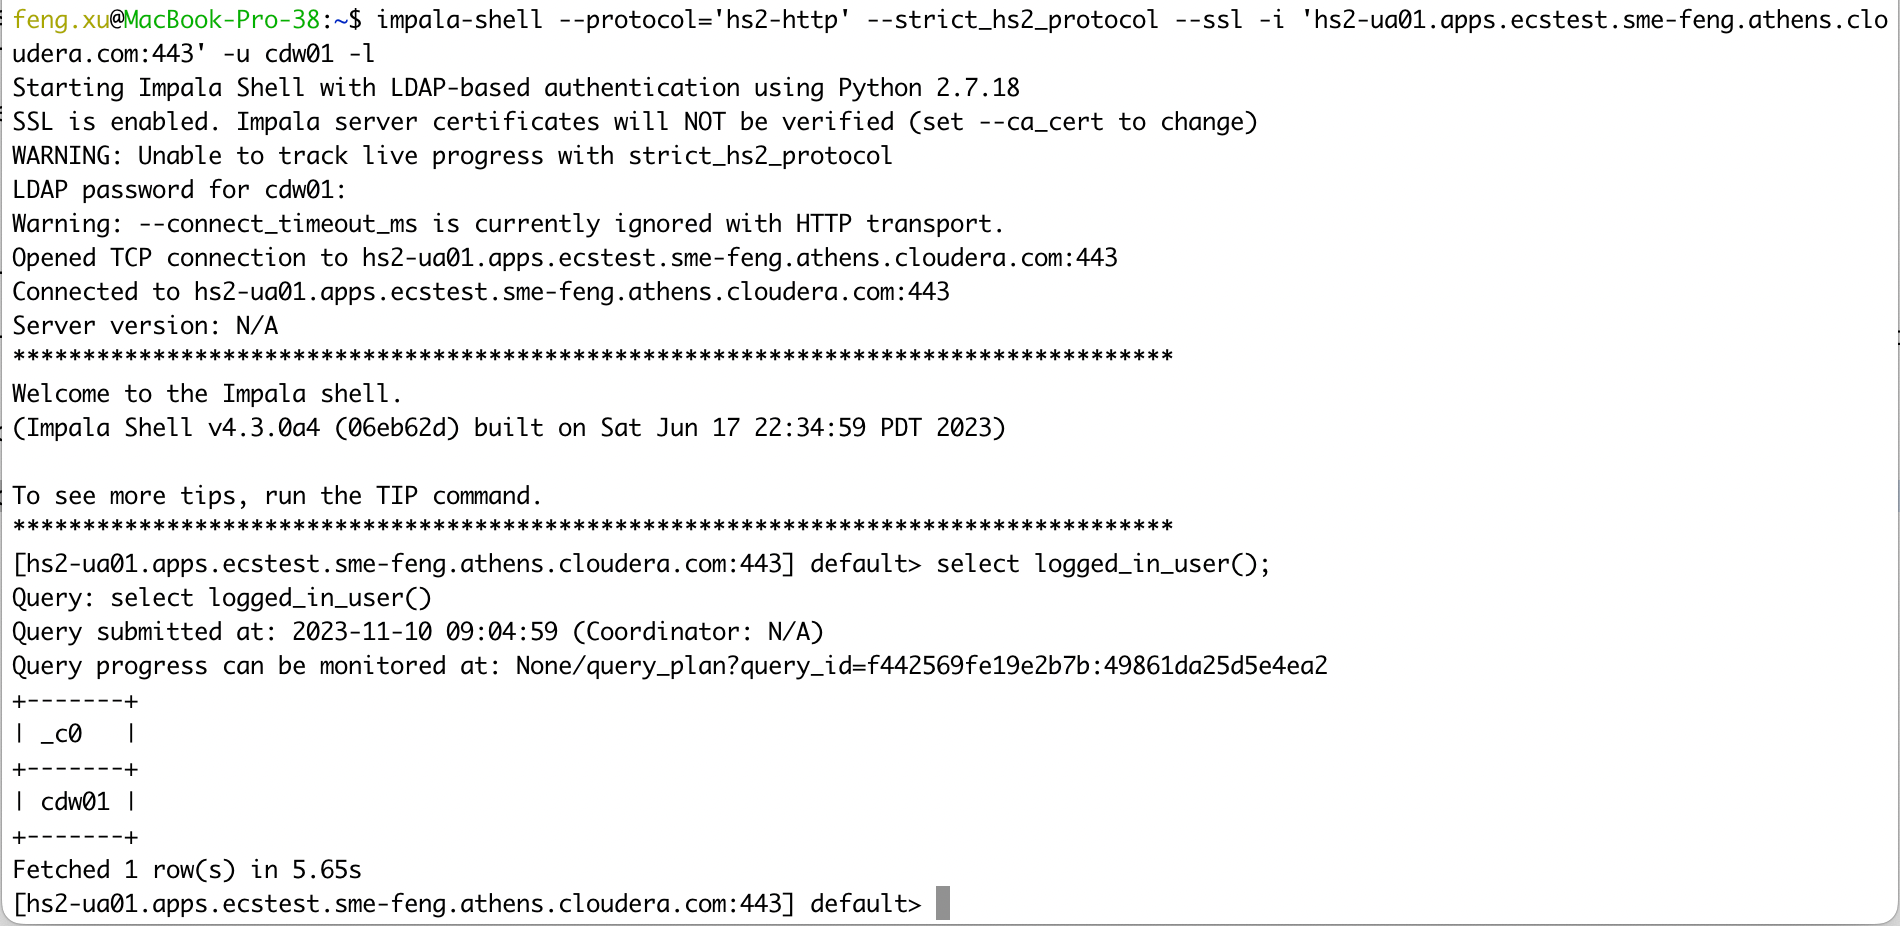 feng.xu@MacBook-Pro-38:~$ impala-shell --protocol='hs2-http' --strict_hs2_protocol --ssl -i 'hs2-ua01.apps.ecstest.sme-feng.athens.clo
udera.com:443' -u cdw01 -l
Starting Impala Shell with LDAP-based authentication using Python 2.7.18
SSL is enabled. Impala server certificates will NOT be verified (set --ca_cert to change)
WARNING: Unable to track live progress with strict_hs2_protocol
LDAP password for cdw01:
Warning: --connect_timeout_ms is currently ignored with HTTP transport.
Opened TCP connection to hs2-ua01.apps.ecstest.sme-feng.athens.cloudera.com:443
Connected to hs2-ua01.apps.ecstest.sme-feng.athens.cloudera.com:443
Server version: N/A
***********************************************************************************
Welcome to the Impala shell.
(Impala Shell v4.3.0a4 (06eb62d) built on Sat Jun 17 22:34:59 PDT 2023)

To see more tips, run the TIP command.
***********************************************************************************
[hs2-ua01.apps.ecstest.sme-feng.athens.cloudera.com:443] default> select logged_in_user();
Query: select logged_in_user()
Query submitted at: 2023-11-10 09:04:59 (Coordinator: N/A)
Query progress can be monitored at: None/query_plan?query_id=f442569fe19e2b7b:49861da25d5e4ea2
+-------+
| _c0   |
+-------+
| cdw01 |
+-------+
Fetched 1 row(s) in 5.65s
[hs2-ua01.apps.ecstest.sme-feng.athens.cloudera.com:443] default>